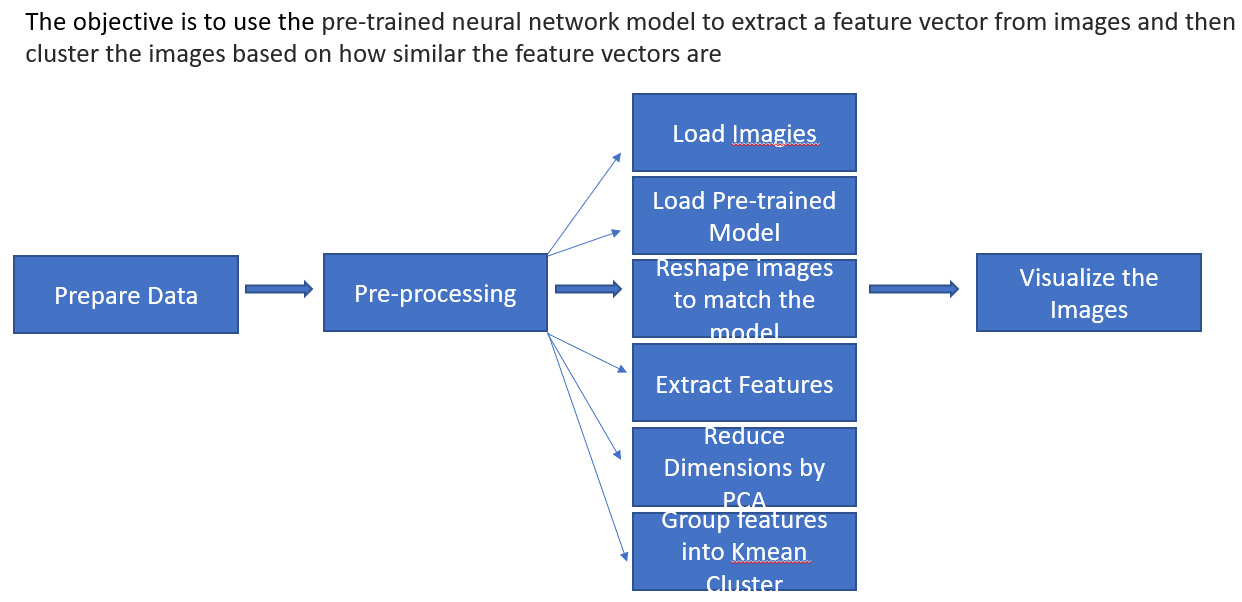 The objective is to use the pre-trained neural network model to extract a feature vector from images and then
cluster the images based on how similar the feature vectors are
Prepare Data
Pre-processing
Load Imagies
Load Pre-trained
Model
Reshape images
to match the
model
Extract Features
Reduce
Dimensions by
PCA
Group features
into Kmean
Cluster
Visualize the
Images